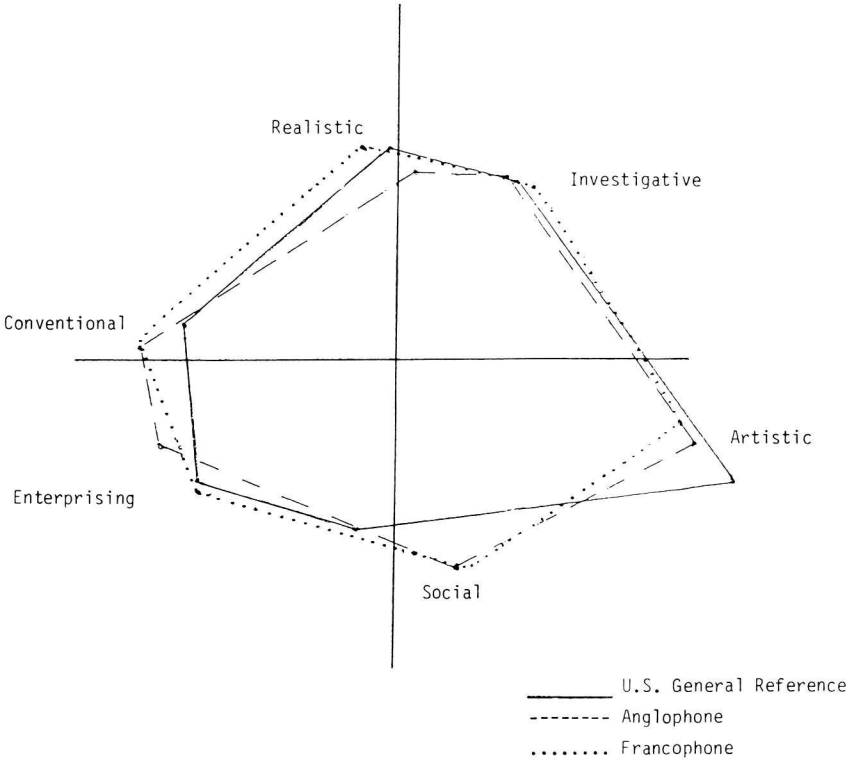 Realistic
Investigative
Conventional
Artistic
Enterprising
Social
U.S. General Reference
Anglophone
Francophone